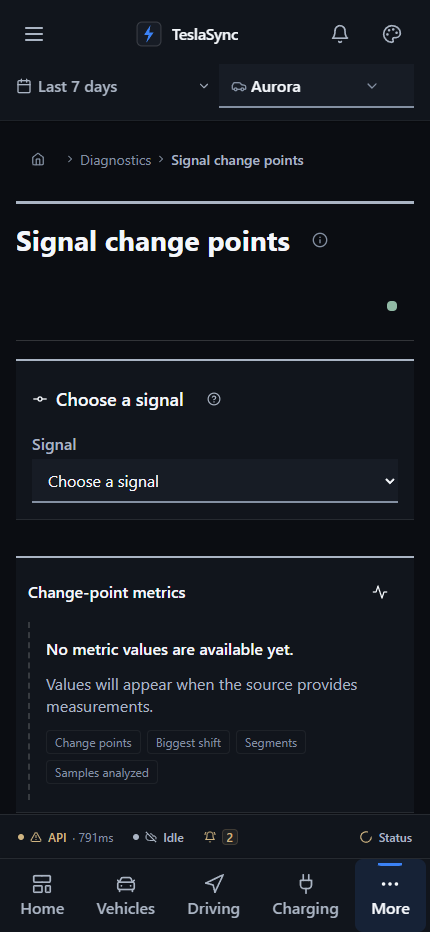 TeslaSync
Last 7 days
Aurora
Diagnostics
Signal change points
Signal change points
Choose a signal
Signal
Choose a signal
Change-point metrics
No metric values are available yet.
Values will appear when the source provides
measurements.
Change points
Biggest shift
Segments
Samples analyzed
API · 791ms
Idle
2
Status
Home
Vehicles
Driving
Charging
More